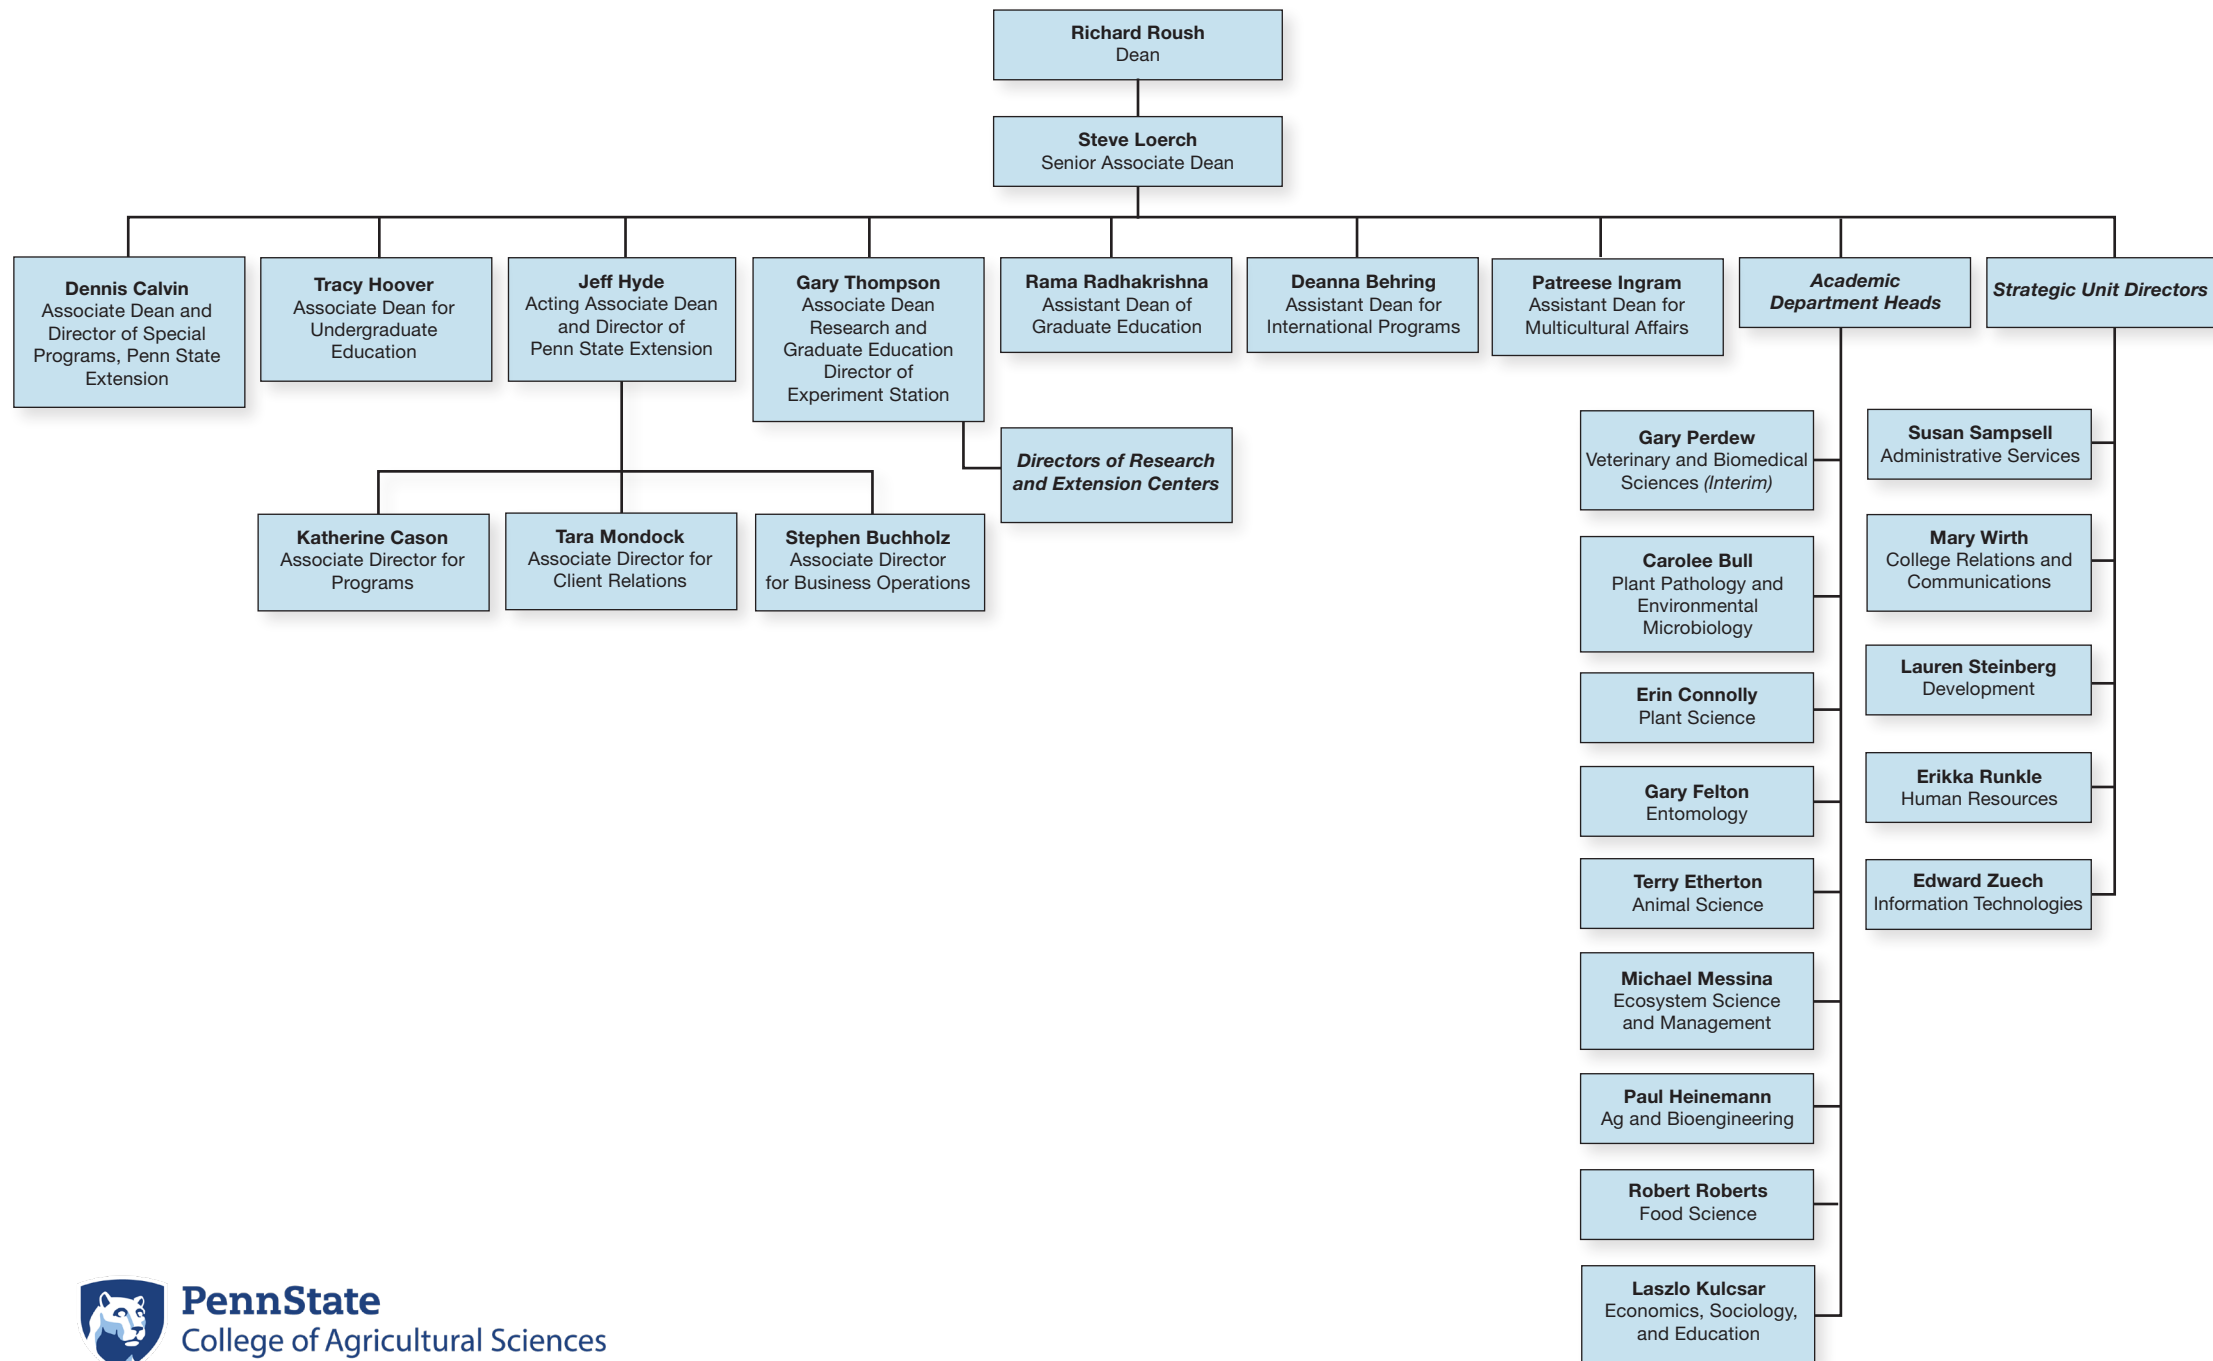 Richard Roush
Dean
Steve Loerch
Senior Associate Dean
Dennis Calvin
Associate Dean and
Director of Special
Programs, Penn State
Extension
Tracy Hoover
Associate Dean for
Undergraduate
Education
Jeff Hyde
Acting Associate Dean
and Director of
Penn State Extension
Gary Thompson
Associate Dean
Research and
Graduate Education
Director of
Experiment Station
Rama Radhakrishna
Assistant Dean of
Graduate Education
Deanna Behring
Assistant Dean for
International Programs
Patreese Ingram
Assistant Dean for
Multicultural Affairs
Academic
Department Heads
Strategic Unit Directors
Directors of Research
and Extension Centers
Katherine Cason
Associate Director for
Programs
Tara Mondock
Associate Director for
Client Relations
Stephen Buchholz
Associate Director
for Business Operations
Gary Perdew
Veterinary and Biomedical
Sciences (Interim)
Carolee Bull
Plant Pathology and
Environmental
Microbiology
Erin Connolly
Plant Science
Gary Felton
Entomology
Terry Etherton
Animal Science
Michael Messina
Ecosystem Science
and Management
Paul Heinemann
Ag and Bioengineering
Robert Roberts
Food Science
Laszlo Kulcsar
Economics, Sociology,
and Education
Susan Sampsell
Administrative Services
Mary Wirth
College Relations and
Communications
Lauren Steinberg
Development
Erikka Runkle
Human Resources
Edward Zuech
Information Technologies
PennState
College of Agricultural Sciences